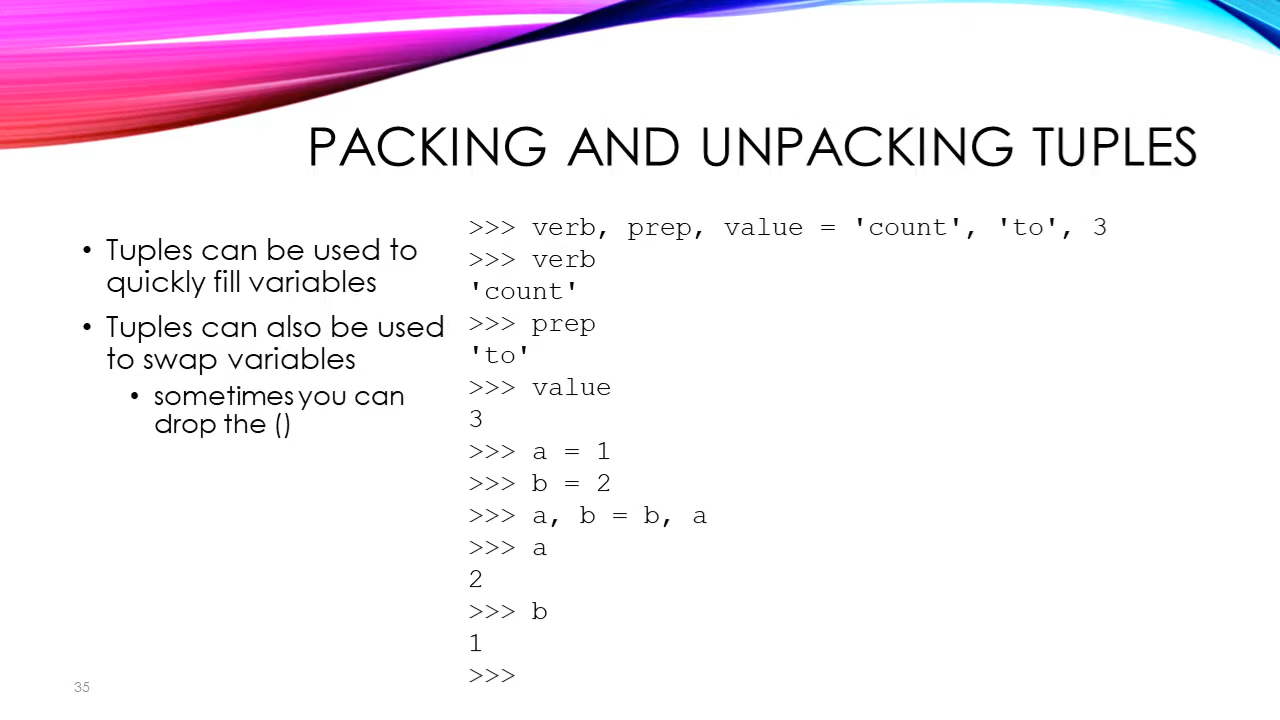 PACKING AND UNPACKING TUPLES
• Tuples can be used to
quickly fill variables
• Tuples can also be used
to swap variables
• sometimes you can
drop the ()
>>> verb, prep, value = 'count', 'to', 3
>>> verb
'count'
>>> prep
'to'
>>> value
3
>>> a = 1
>>> b = 2
>>> a, b = b, a
>>> a
2
>>> b
1
>>>
35